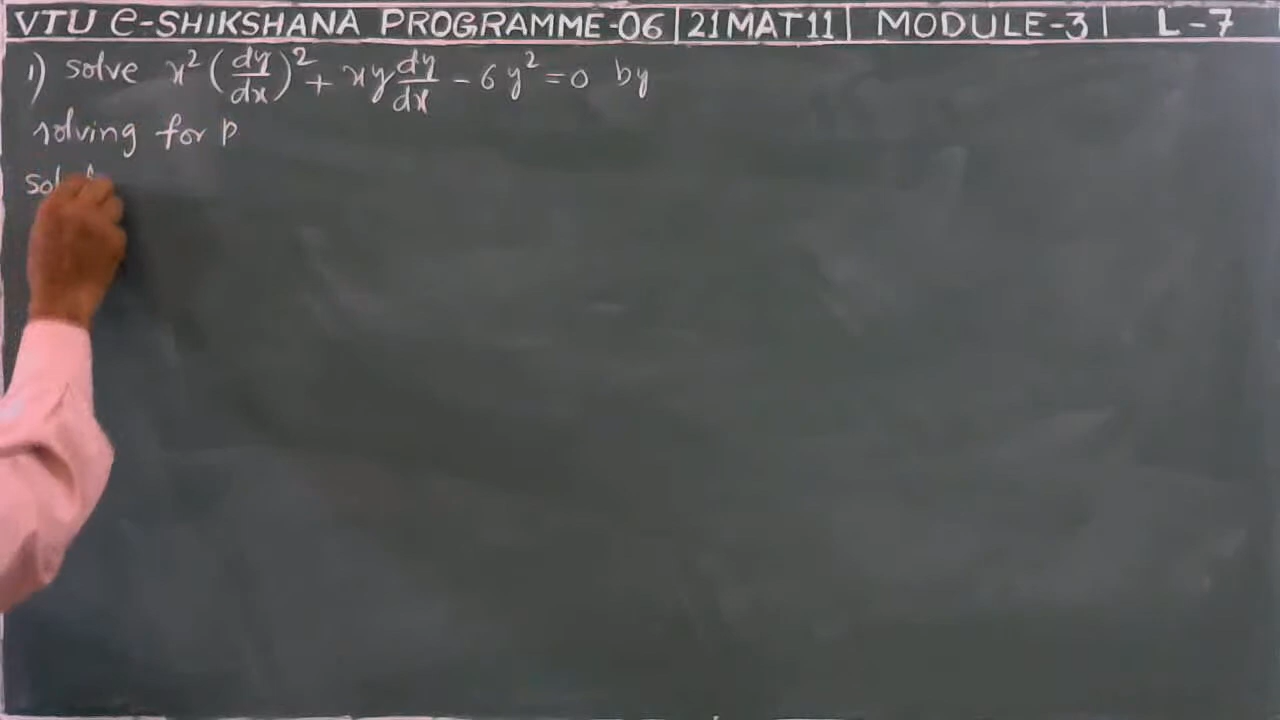 VTU e-SHIKSHANA PROGRAMME-06 | 21MAT11 | MODULE-3 | L-7
1) solve x² (dy/dx)² + xy dy/dx - 6y² = 0 by
solving for p